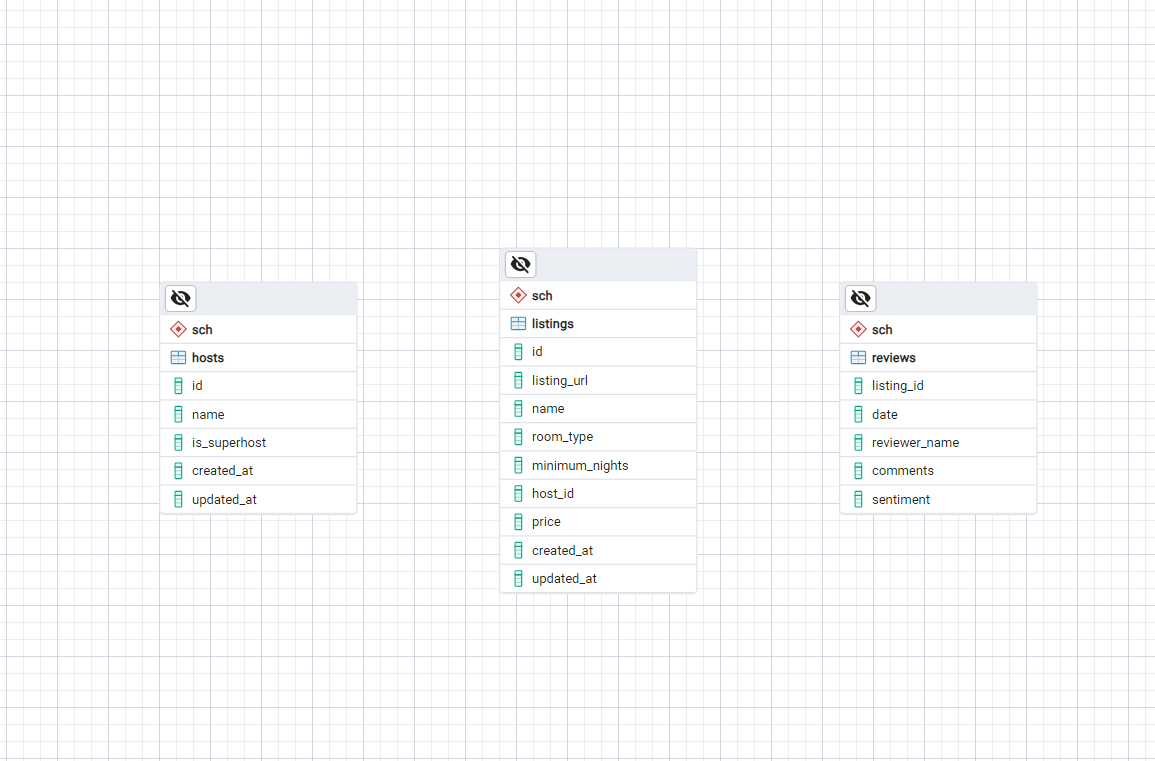 sch
hosts
id
name
is_superhost
created_at
updated_at
sch
listings
id
listing_url
name
room_type
minimum_nights
host_id
price
created_at
updated_at
sch
reviews
listing_id
date
reviewer_name
comments
sentiment